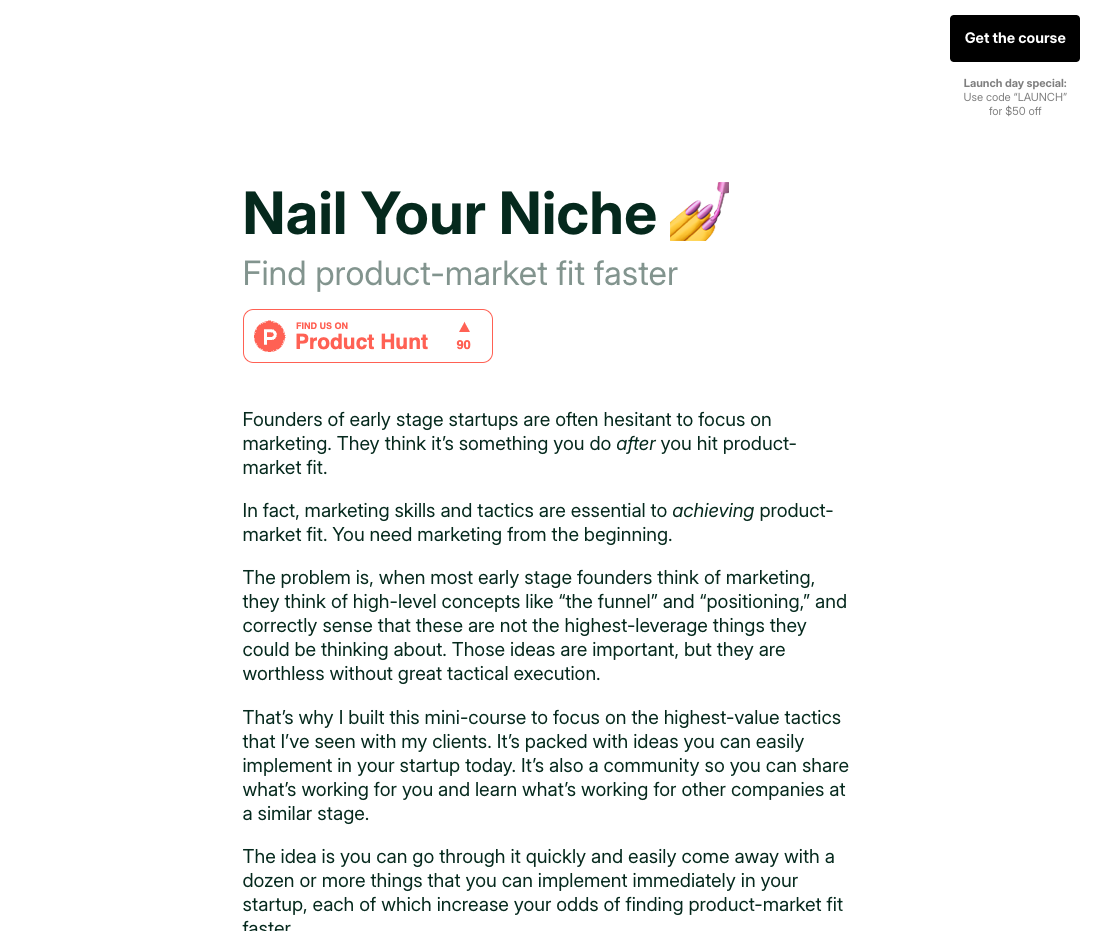 Get the course
Launch day special:
Use code “LAUNCH”
for $50 off
Nail Your Niche 💅
Find product-market fit faster
P
FIND US ON
Product Hunt
▲
90
Founders of early stage startups are often hesitant to focus on
marketing. They think it’s something you do after you hit product-
market fit.
In fact, marketing skills and tactics are essential to achieving product-
market fit. You need marketing from the beginning.
The problem is, when most early stage founders think of marketing,
they think of high-level concepts like “the funnel” and “positioning,” and
correctly sense that these are not the highest-leverage things they
could be thinking about. Those ideas are important, but they are
worthless without great tactical execution.
That’s why I built this mini-course to focus on the highest-value tactics
that I’ve seen with my clients. It’s packed with ideas you can easily
implement in your startup today. It’s also a community so you can share
what’s working for you and learn what’s working for other companies at
a similar stage.
The idea is you can go through it quickly and easily come away with a
dozen or more things that you can implement immediately in your
startup, each of which increase your odds of finding product-market fit
faster